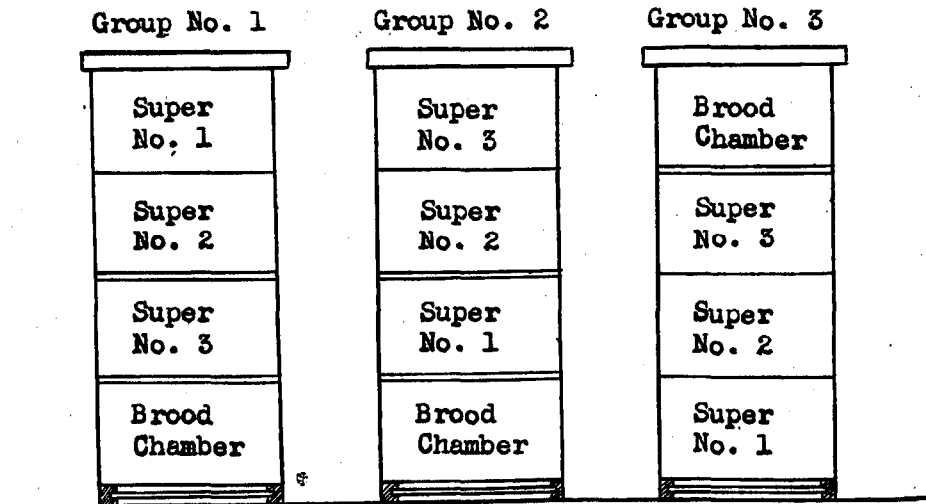 Group No. 1
Super
No. 1
Super
No. 2
Super
No. 3
Brood
Chamber
Group No. 2
Super
No. 3
Super
No. 2
Super
No. 1
Brood
Chamber
Group No. 3
Brood
Chamber
Super
No. 3
Super
No. 2
Super
No. 1